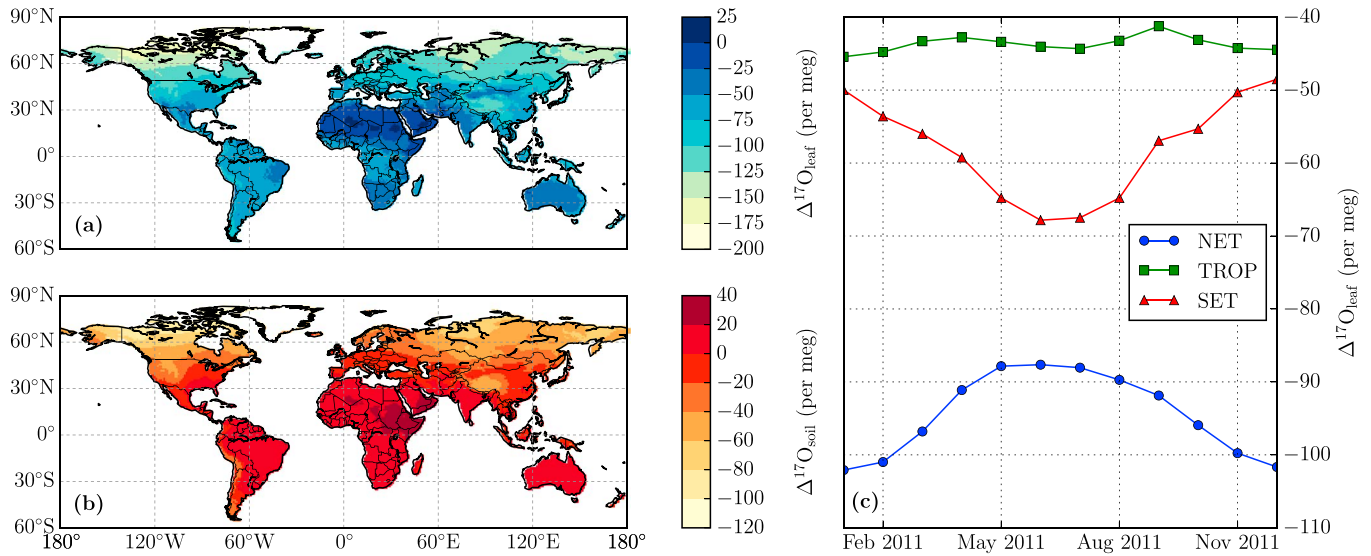 90°N
60°N
30°N
0°
30°S
60°S
(a)
25
0
−25
−50
−75
−100
−125
−150
−175
−200
Δ¹⁷O_leaf (per meg)
90°N
60°N
30°N
0°
30°S
60°S
180°
120°W
60°W
0°
60°E
120°E
180°
(b)
40
20
0
−20
−40
−60
−80
−100
−120
Δ¹⁷O_soil (per meg)
NET
TROP
SET
(c)
−40
−50
−60
−70
−80
−90
−100
−110
Δ¹⁷O_leaf (per meg)
Feb 2011
May 2011
Aug 2011
Nov 2011